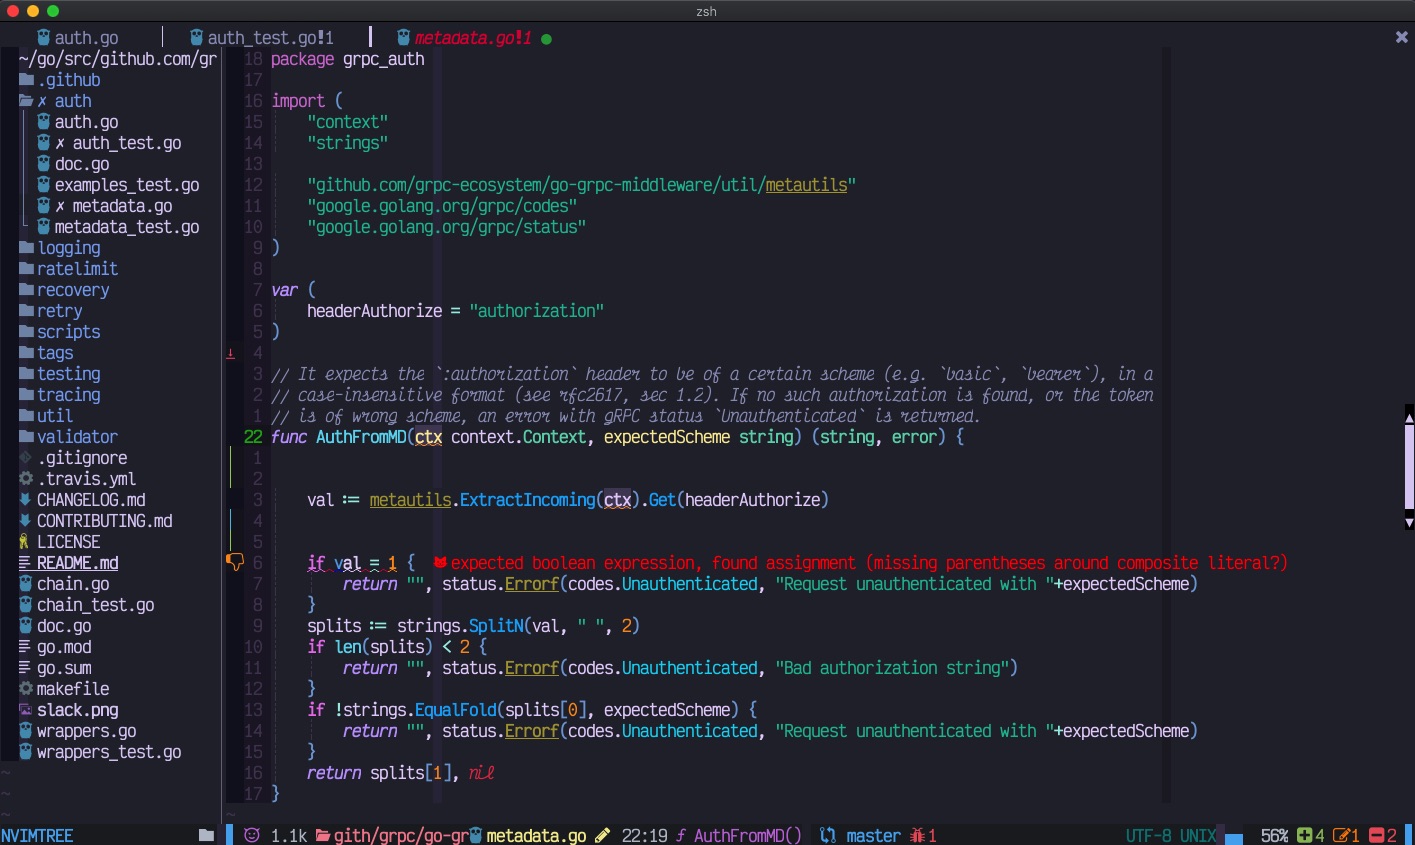 zsh
auth.go auth_test.go!1 metadata.go!1
~/go/src/github.com/gr
.github
✗ auth
auth.go
✗ auth_test.go
doc.go
examples_test.go
✗ metadata.go
metadata_test.go
logging
ratelimit
recovery
retry
scripts
tags
testing
tracing
util
validator
.gitignore
.travis.yml
CHANGELOG.md
CONTRIBUTING.md
LICENSE
README.md
chain.go
chain_test.go
doc.go
go.mod
go.sum
makefile
slack.png
wrappers.go
wrappers_test.go
~
~
~
18 package grpc_auth
17
16 import (
15 "context"
14 "strings"
13
12 "github.com/grpc-ecosystem/go-grpc-middleware/util/metautils"
11 "google.golang.org/grpc/codes"
10 "google.golang.org/grpc/status"
9 )
8
7 var (
6 headerAuthorize = "authorization"
5 )
4
3 // It expects the `:authorization` header to be of a certain scheme (e.g. `basic`, `bearer`), in a
2 // case-insensitive format (see rfc2617, sec 1.2). If no such authorization is found, or the token
1 // is of wrong scheme, an error with gRPC status `Unauthenticated` is returned.
22 func AuthFromMD(ctx context.Context, expectedScheme string) (string, error) {
1
2
3 val := metautils.ExtractIncoming(ctx).Get(headerAuthorize)
4
5
6 if val = 1 { expected boolean expression, found assignment (missing parentheses around composite literal?)
7 return "", status.Errorf(codes.Unauthenticated, "Request unauthenticated with "+expectedScheme)
8 }
9 splits := strings.SplitN(val, " ", 2)
10 if len(splits) < 2 {
11 return "", status.Errorf(codes.Unauthenticated, "Bad authorization string")
12 }
13 if !strings.EqualFold(splits[0], expectedScheme) {
14 return "", status.Errorf(codes.Unauthenticated, "Request unauthenticated with "+expectedScheme)
15 }
16 return splits[1], nil
17 }
~
NVIMTREE 1.1k gith/grpc/go-gr metadata.go 22:19 ƒ AuthFromMD() master 1 UTF-8 UNIX 56% 4 1 2